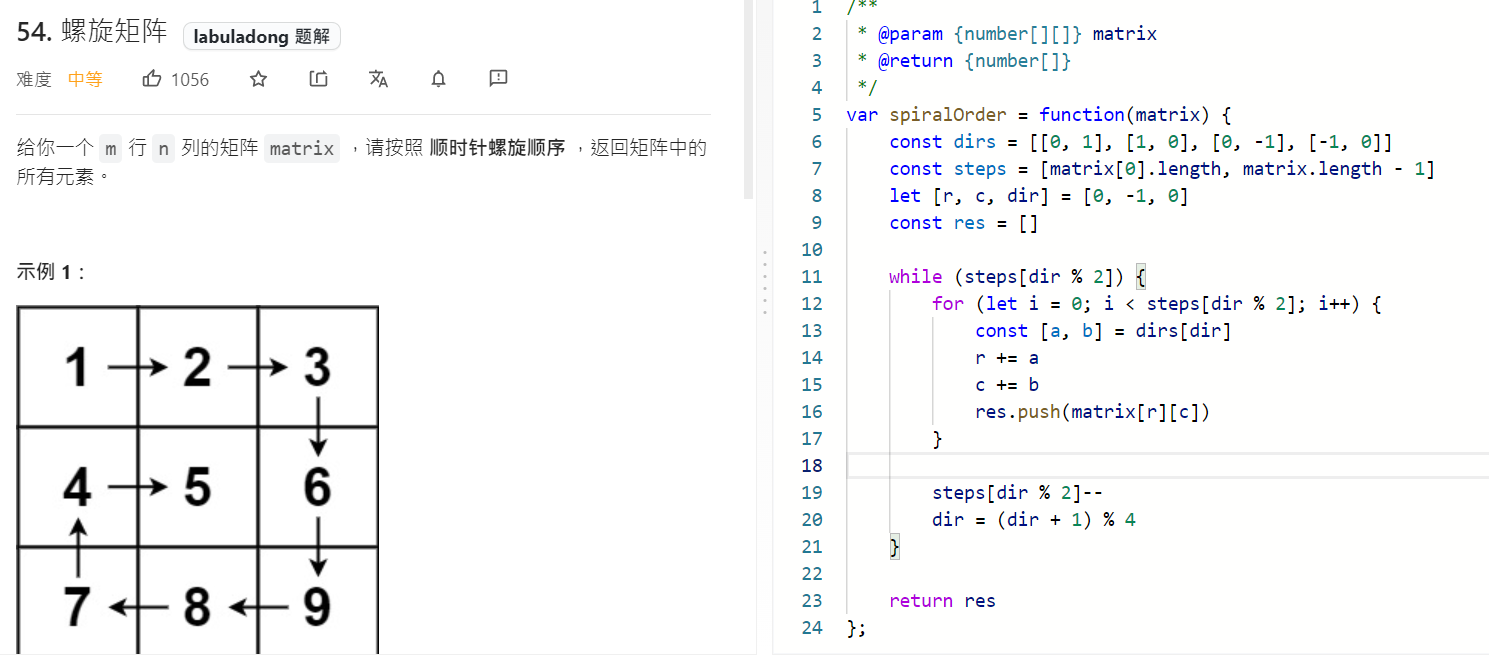 54. 螺旋矩阵 labuladong 题解
难度 中等 1056
给你一个 m 行 n 列的矩阵 matrix ，请按照 顺时针螺旋顺序 ，返回矩阵中的
所有元素。
示例 1：
1 2 3
4 5 6
7 8 9
1 /**
2 * @param {number[][]} matrix
3 * @return {number[]}
4 */
5 var spiralOrder = function(matrix) {
6 const dirs = [[0, 1], [1, 0], [0, -1], [-1, 0]]
7 const steps = [matrix[0].length, matrix.length - 1]
8 let [r, c, dir] = [0, -1, 0]
9 const res = []
10
11 while (steps[dir % 2]) {
12 for (let i = 0; i < steps[dir % 2]; i++) {
13 const [a, b] = dirs[dir]
14 r += a
15 c += b
16 res.push(matrix[r][c])
17 }
18
19 steps[dir % 2]--
20 dir = (dir + 1) % 4
21 }
22
23 return res
24 };